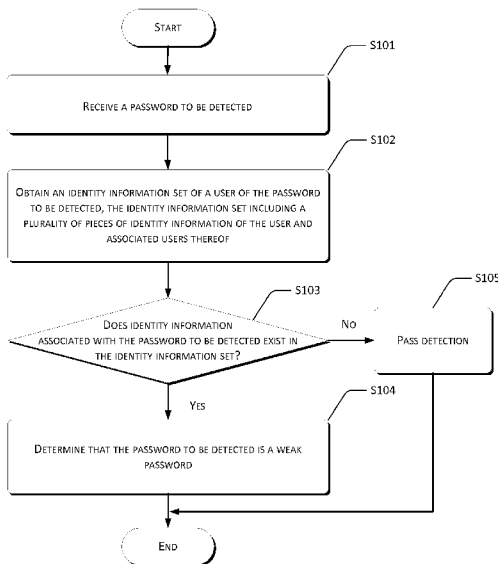 START
S101
RECEIVE A PASSWORD TO BE DETECTED
S102
OBTAIN AN IDENTITY INFORMATION SET OF A USER OF THE PASSWORD
TO BE DETECTED, THE IDENTITY INFORMATION SET INCLUDING A
PLURALITY OF PIECES OF IDENTITY INFORMATION OF THE USER AND
ASSOCIATED USERS THEREOF
S103
DOES IDENTITY INFORMATION
ASSOCIATED WITH THE PASSWORD TO BE DETECTED EXIST IN
THE IDENTITY INFORMATION SET?
NO
S105
PASS DETECTION
YES
S104
DETERMINE THAT THE PASSWORD TO BE DETECTED IS A WEAK
PASSWORD
END